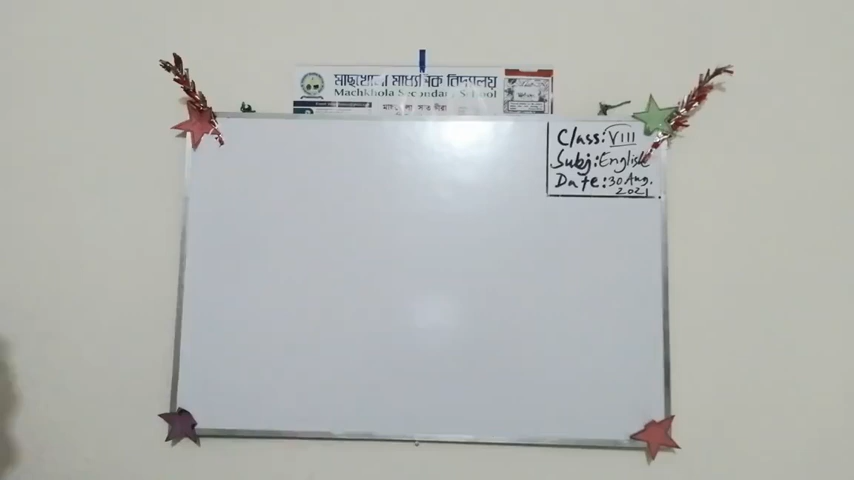 মাছখোলা মাধ্যমিক বিদ্যালয়
Machkhola Secondary School
Class: VIII
Subj: English
Date: 30 Aug.
2021